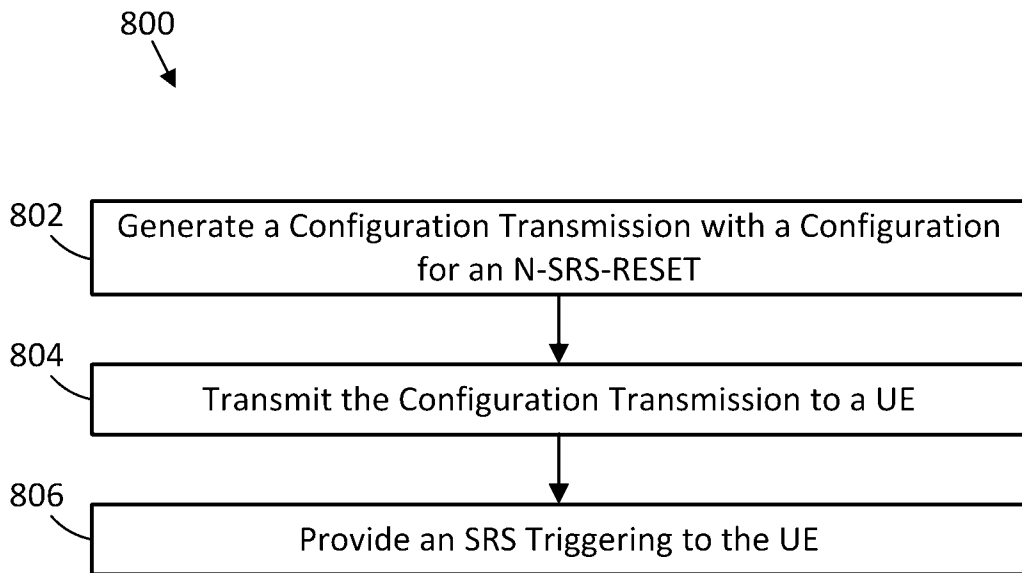 800
802
Generate a Configuration Transmission with a Configuration
for an N-SRS-RESET
804
Transmit the Configuration Transmission to a UE
806
Provide an SRS Triggering to the UE